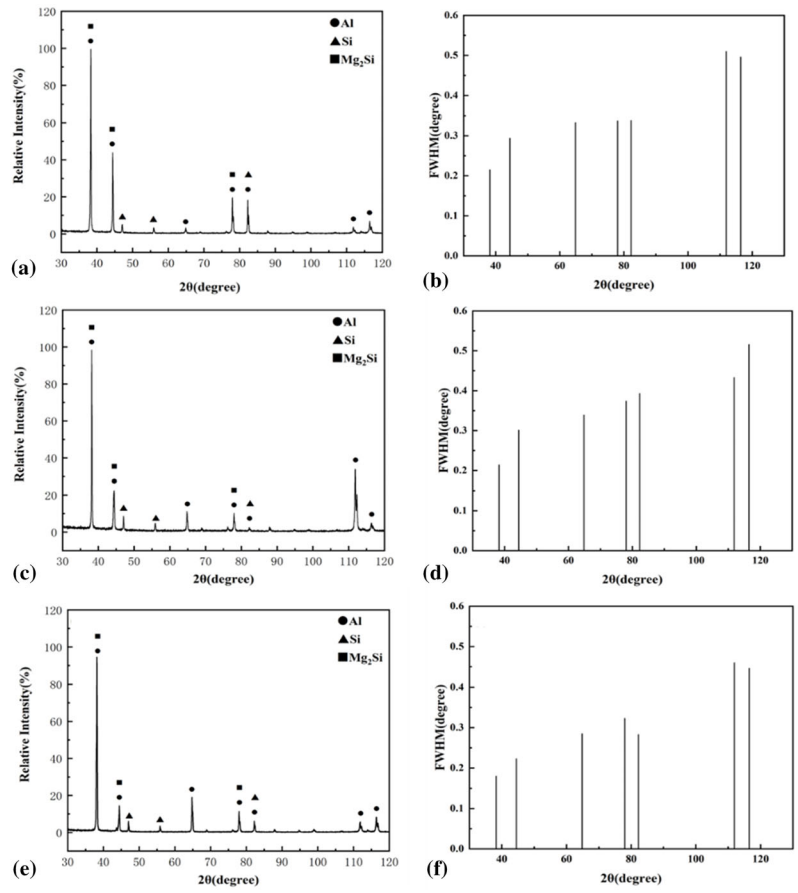 120
100
80
60
40
20
0
Relative Intensity(%)
● Al
▲ Si
■ Mg₂Si
30 40 50 60 70 80 90 100 110 120
2θ(degree)
(a)
0.6
0.5
0.4
0.3
0.2
0.1
0.0
FWHM(degree)
40 60 80 100 120
2θ(degree)
(b)
120
100
80
60
40
20
0
Relative Intensity(%)
● Al
▲ Si
■ Mg₂Si
30 40 50 60 70 80 90 100 110 120
2θ(degree)
(c)
0.6
0.5
0.4
0.3
0.2
0.1
0.0
FWHM(degree)
40 60 80 100 120
2θ(degree)
(d)
120
100
80
60
40
20
0
Relative Intensity(%)
● Al
▲ Si
■ Mg₂Si
30 40 50 60 70 80 90 100 110 120
2θ(degree)
(e)
0.6
0.5
0.4
0.3
0.2
0.1
0.0
FWHM(degree)
40 60 80 100 120
2θ(degree)
(f)